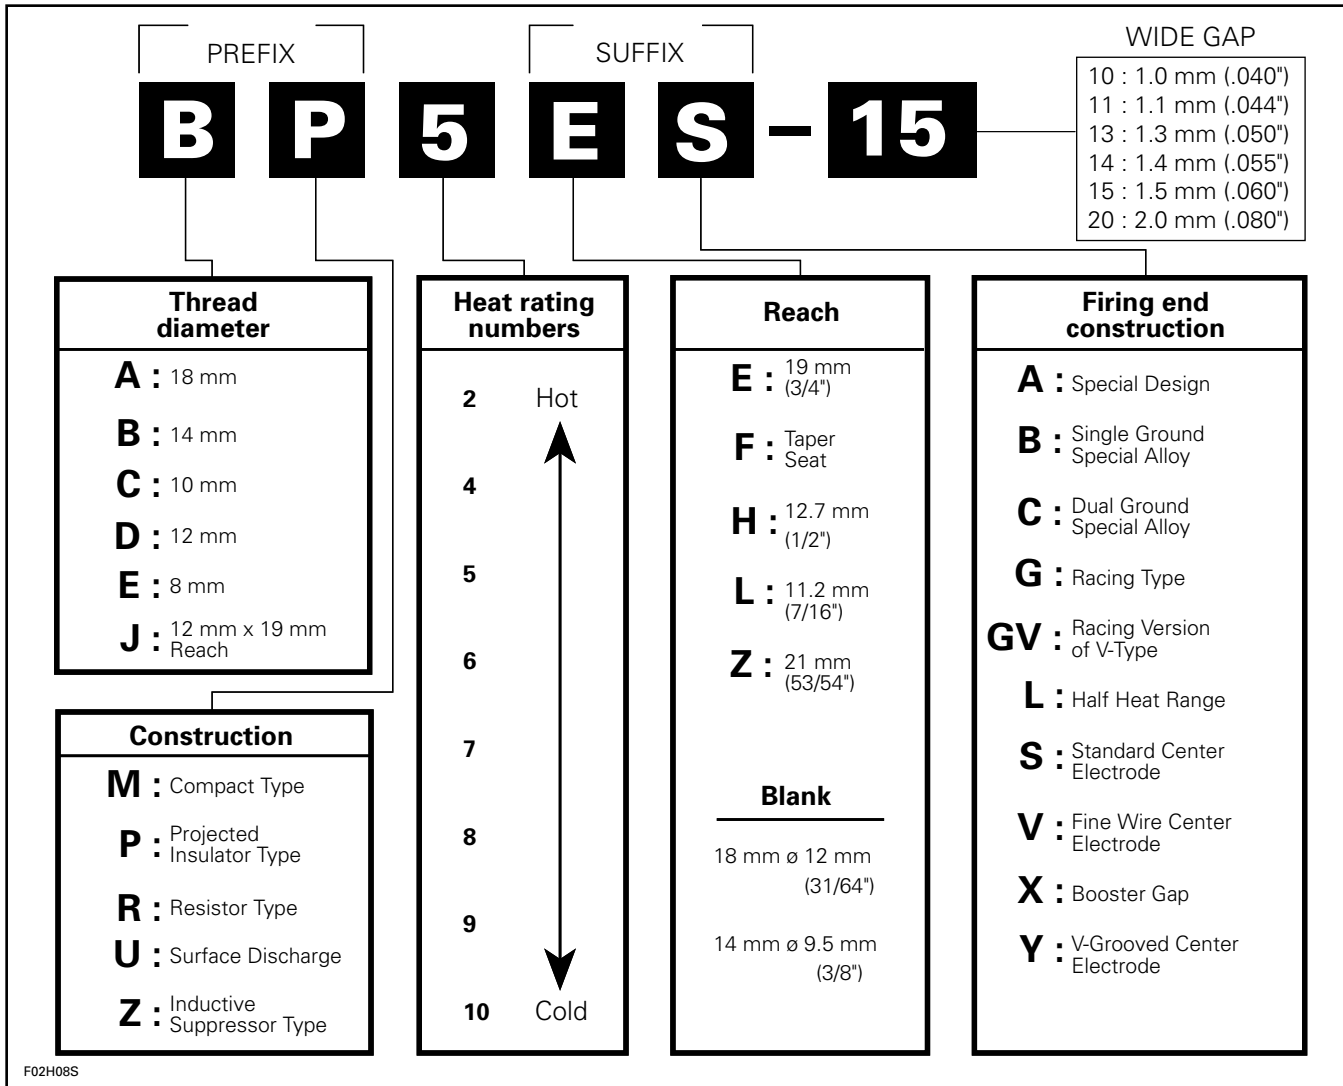 PREFIX
SUFFIX
B P 5 E S – 15
WIDE GAP
10 : 1.0 mm (.040")
11 : 1.1 mm (.044")
13 : 1.3 mm (.050")
14 : 1.4 mm (.055")
15 : 1.5 mm (.060")
20 : 2.0 mm (.080")
Thread
diameter
A : 18 mm
B : 14 mm
C : 10 mm
D : 12 mm
E : 8 mm
J : 12 mm x 19 mm
Reach
Construction
M : Compact Type
P : Projected
Insulator Type
R : Resistor Type
U : Surface Discharge
Z : Inductive
Suppressor Type
Heat rating
numbers
2 Hot
4
5
6
7
8
9
10 Cold
Reach
E : 19 mm
(3/4")
F : Taper
Seat
H : 12.7 mm
(1/2")
L : 11.2 mm
(7/16")
Z : 21 mm
(53/54")
Blank
18 mm ø 12 mm
(31/64")
14 mm ø 9.5 mm
(3/8")
Firing end
construction
A : Special Design
B : Single Ground
Special Alloy
C : Dual Ground
Special Alloy
G : Racing Type
GV : Racing Version
of V-Type
L : Half Heat Range
S : Standard Center
Electrode
V : Fine Wire Center
Electrode
X : Booster Gap
Y : V-Grooved Center
Electrode
F02H08S